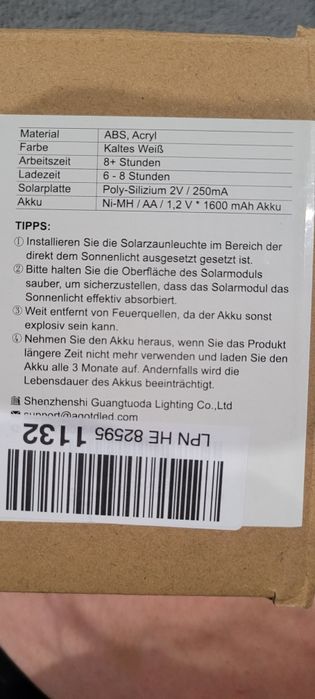 Material ABS, Acryl
Farbe Kaltes Weiß
Arbeitszeit 8+ Stunden
Ladezeit 6 - 8 Stunden
Solarplatte Poly-Silizium 2V / 250mA
Akku Ni-MH / AA / 1,2 V * 1600 mAh Akku
TIPPS:
① Installieren Sie die Solarzaunleuchte im Bereich der
direkt dem Sonnenlicht ausgesetzt gesetzt ist.
② Bitte halten Sie die Oberfläche des Solarmoduls
sauber, um sicherzustellen, dass das Solarmodul das
Sonnenlicht effektiv absorbiert.
③ Weit entfernt von Feuerquellen, da der Akku sonst
explosiv sein kann.
④ Nehmen Sie den Akku heraus, wenn Sie das Produkt
längere Zeit nicht mehr verwenden und laden Sie den
Akku alle 3 Monate auf. Andernfalls wird die
Lebensdauer des Akkus beeinträchtigt.
Shenzhenshi Guangtuoda Lighting Co.,Ltd
support@agptdled.com
LPN HE 82595 1132